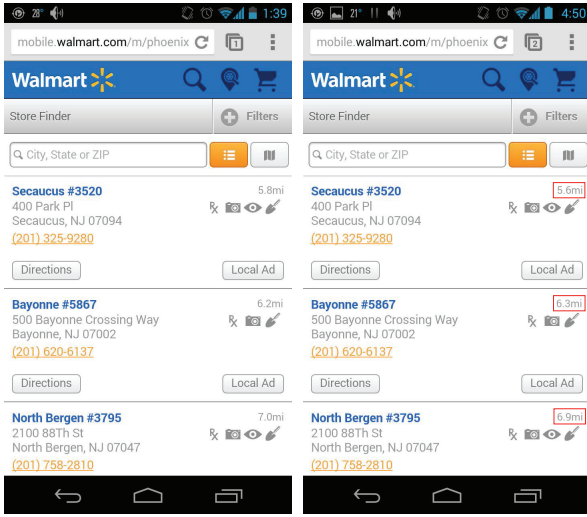 28°
1:39
mobile.walmart.com/m/phoenix
1
Walmart
Store Finder
Filters
City, State or ZIP
Secaucus #3520
5.8mi
400 Park Pl
Secaucus, NJ 07094
(201) 325-9280
Directions
Local Ad
Bayonne #5867
6.2mi
500 Bayonne Crossing Way
Bayonne, NJ 07002
(201) 620-6137
Directions
Local Ad
North Bergen #3795
7.0mi
2100 88Th St
North Bergen, NJ 07047
(201) 758-2810
21°
4:50
mobile.walmart.com/m/phoenix
2
Walmart
Store Finder
Filters
City, State or ZIP
Secaucus #3520
5.6mi
400 Park Pl
Secaucus, NJ 07094
(201) 325-9280
Directions
Local Ad
Bayonne #5867
6.3mi
500 Bayonne Crossing Way
Bayonne, NJ 07002
(201) 620-6137
Directions
Local Ad
North Bergen #3795
6.9mi
2100 88Th St
North Bergen, NJ 07047
(201) 758-2810